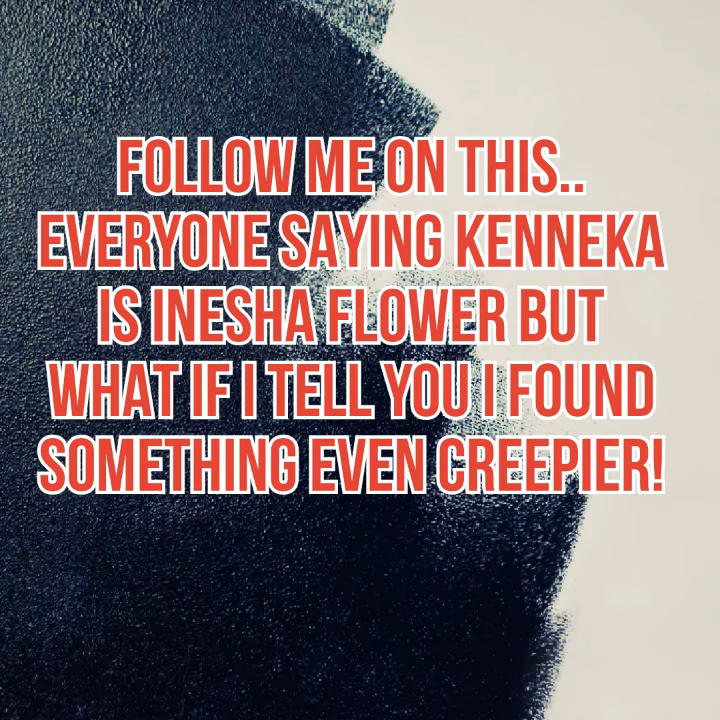 FOLLOW ME ON THIS..
EVERYONE SAYING KENNEKA
IS INESHA FLOWER BUT
WHAT IF I TELL YOU I FOUND
SOMETHING EVEN CREEPIER!